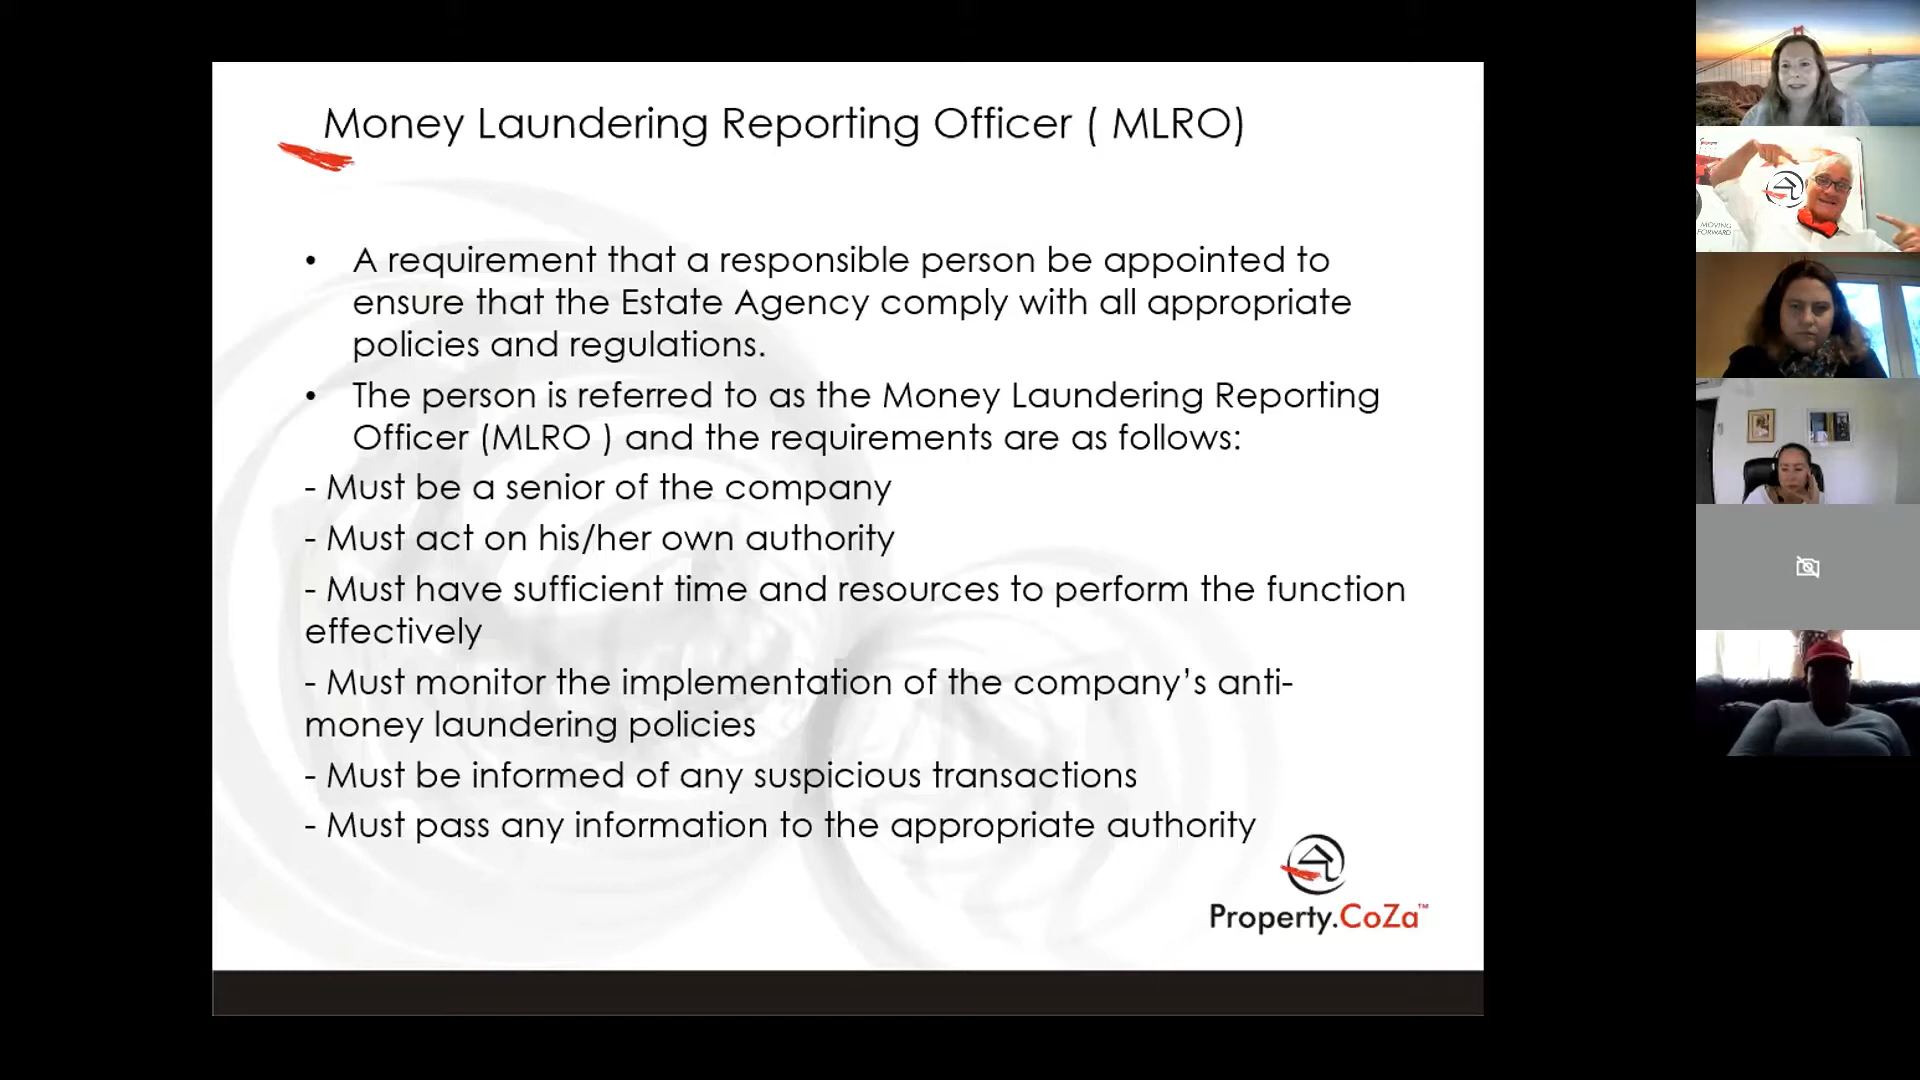 Money Laundering Reporting Officer ( MLRO)
• A requirement that a responsible person be appointed to
ensure that the Estate Agency comply with all appropriate
policies and regulations.
• The person is referred to as the Money Laundering Reporting
Officer (MLRO ) and the requirements are as follows:
- Must be a senior of the company
- Must act on his/her own authority
- Must have sufficient time and resources to perform the function
effectively
- Must monitor the implementation of the company’s anti-
money laundering policies
- Must be informed of any suspicious transactions
- Must pass any information to the appropriate authority
Property.CoZa™
MOVING
FORWARD